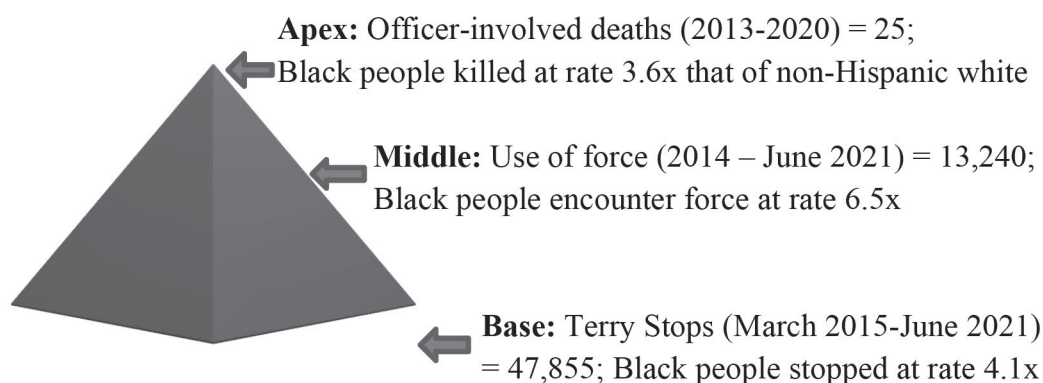 Apex: Officer-involved deaths (2013-2020) = 25;
Black people killed at rate 3.6x that of non-Hispanic white
Middle: Use of force (2014 – June 2021) = 13,240;
Black people encounter force at rate 6.5x
Base: Terry Stops (March 2015-June 2021)
= 47,855; Black people stopped at rate 4.1x